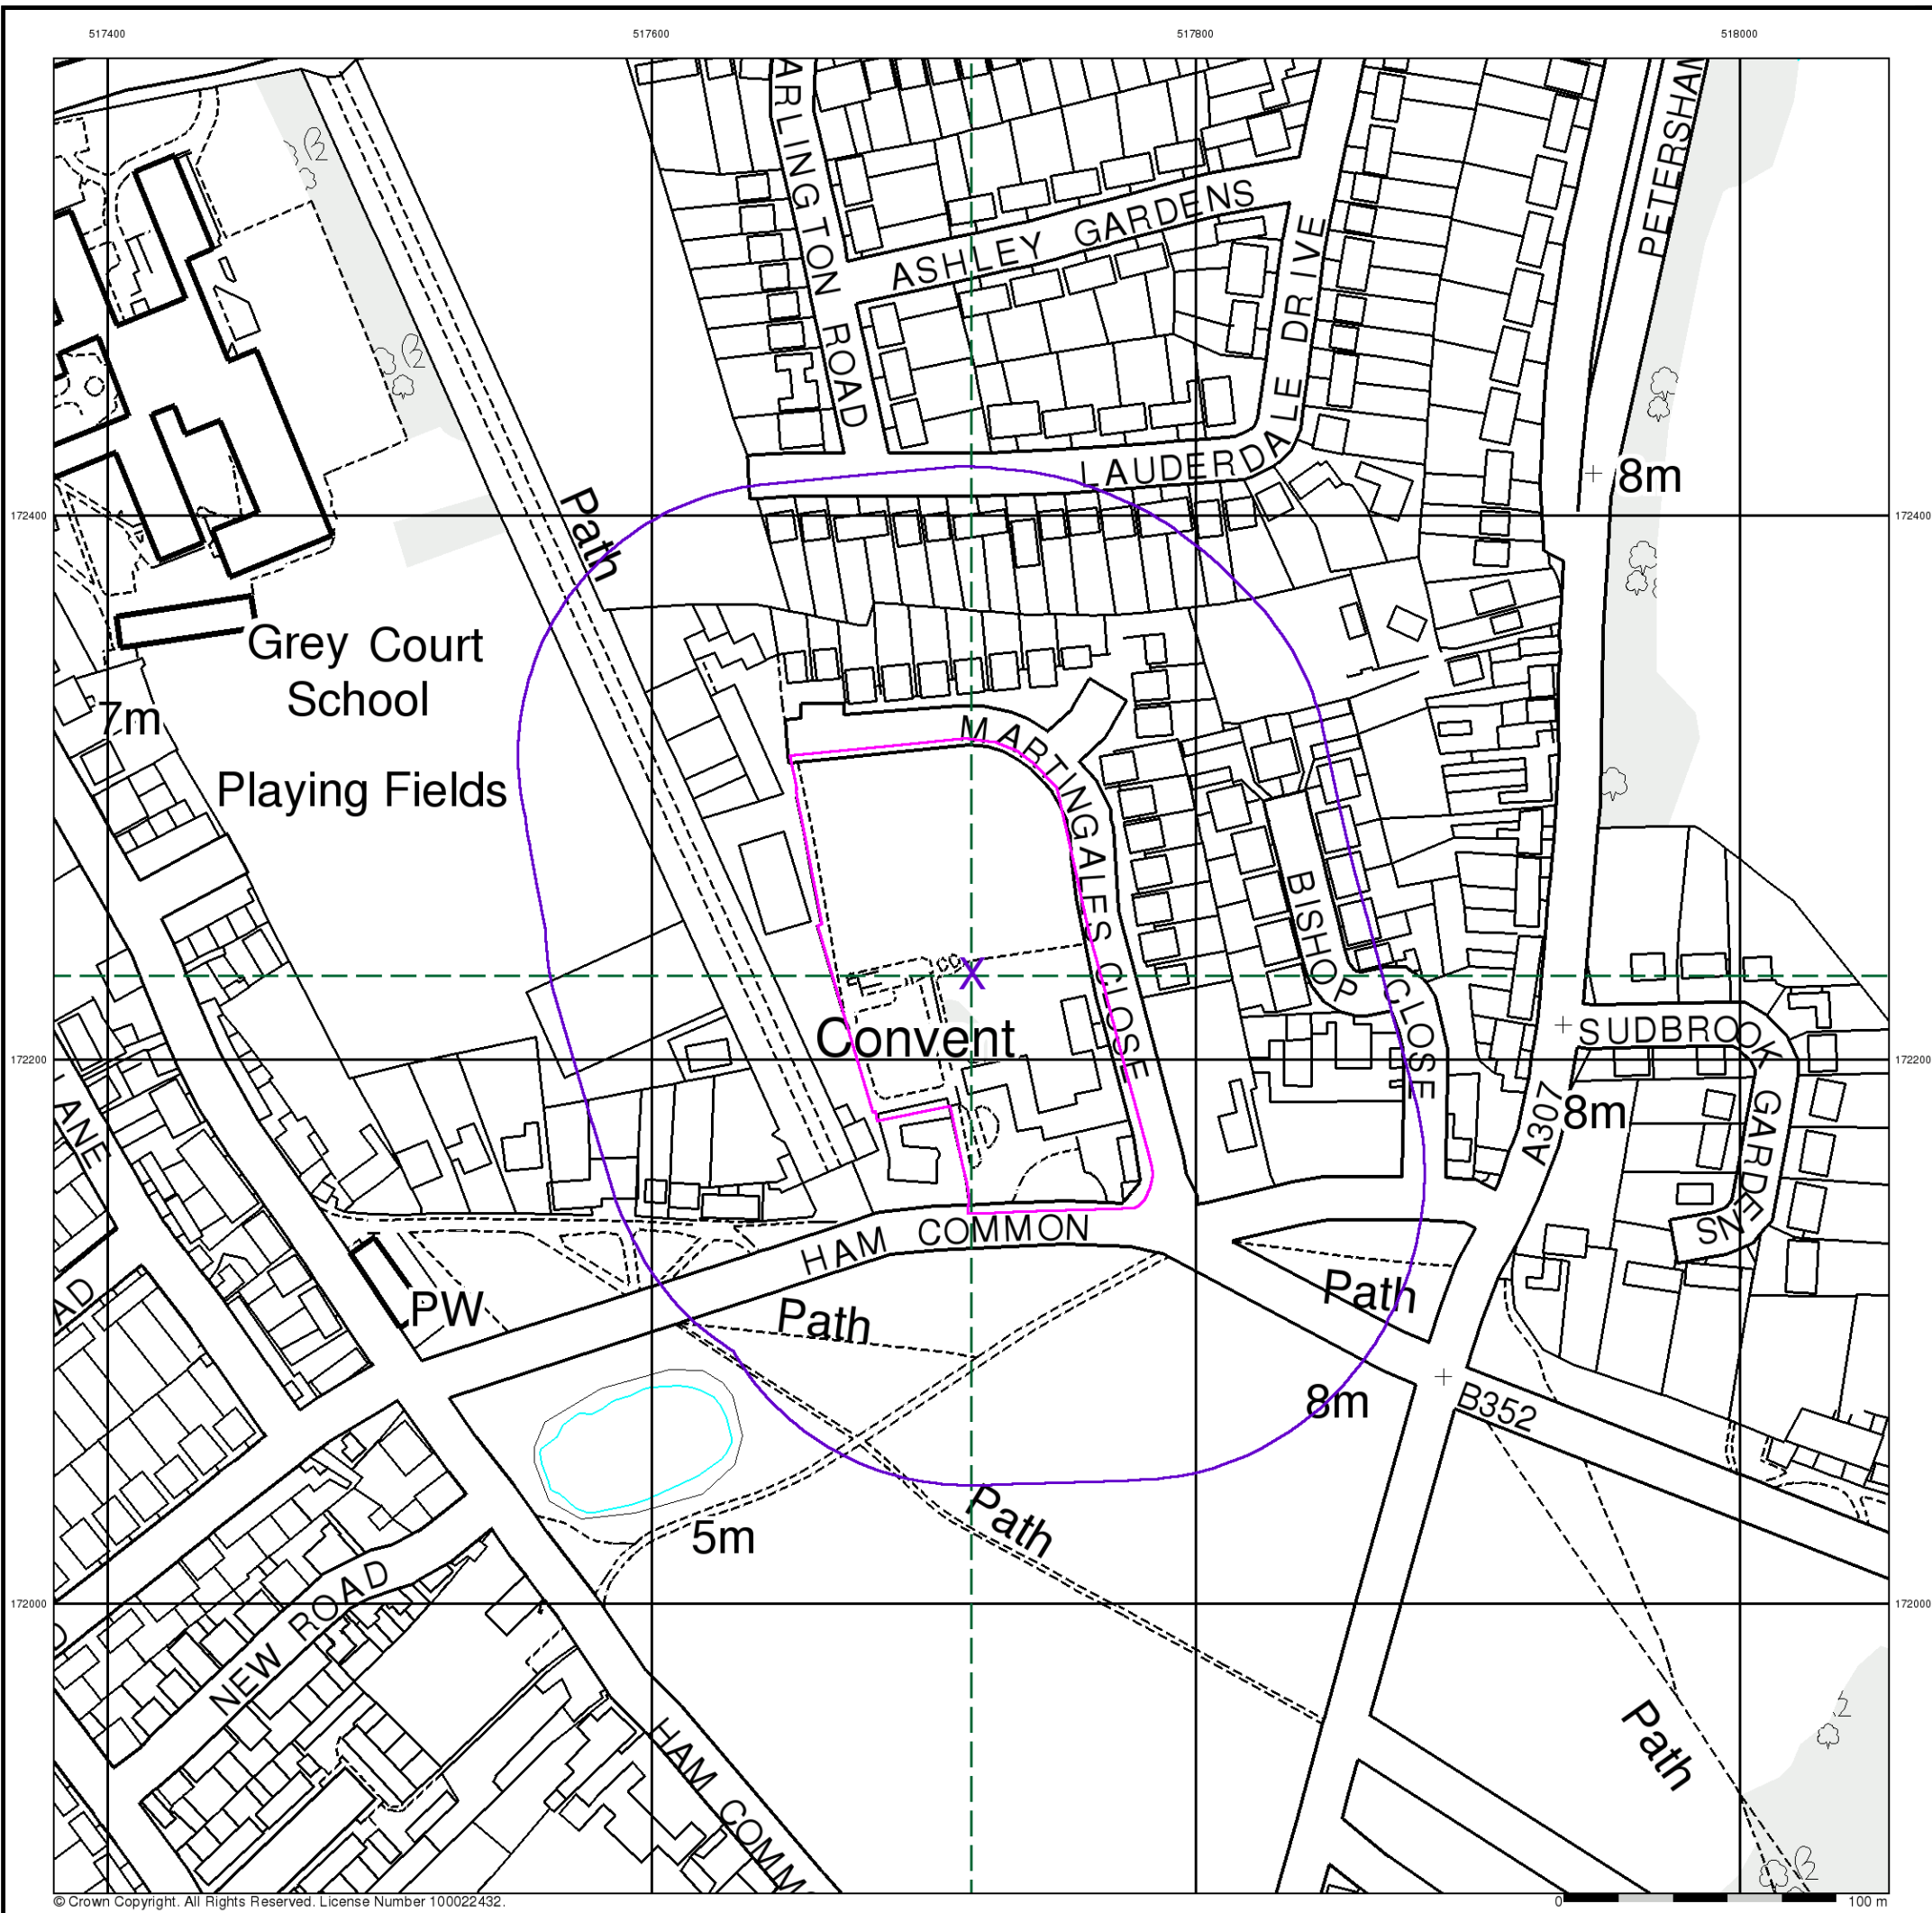 517400 517600 517800 518000
PETERSHAM
ARLINGTON ROAD
ASHLEY GARDENS
LAUDERDALE DRIVE
8m
Path
172400 172400
Grey Court
School
7m
Playing Fields
MARTINGALES CLOSE
BISHOP CLOSE
X
Convent
SUDBROOK GARDENS
172200 172200
LANE
A307
8m
HAM COMMON
PW
Path
Path
8m
B352
5m
Path
172000 172000
NEW ROAD
HAM COMM
Path
© Crown Copyright. All Rights Reserved. License Number 100022432.
0 100 m